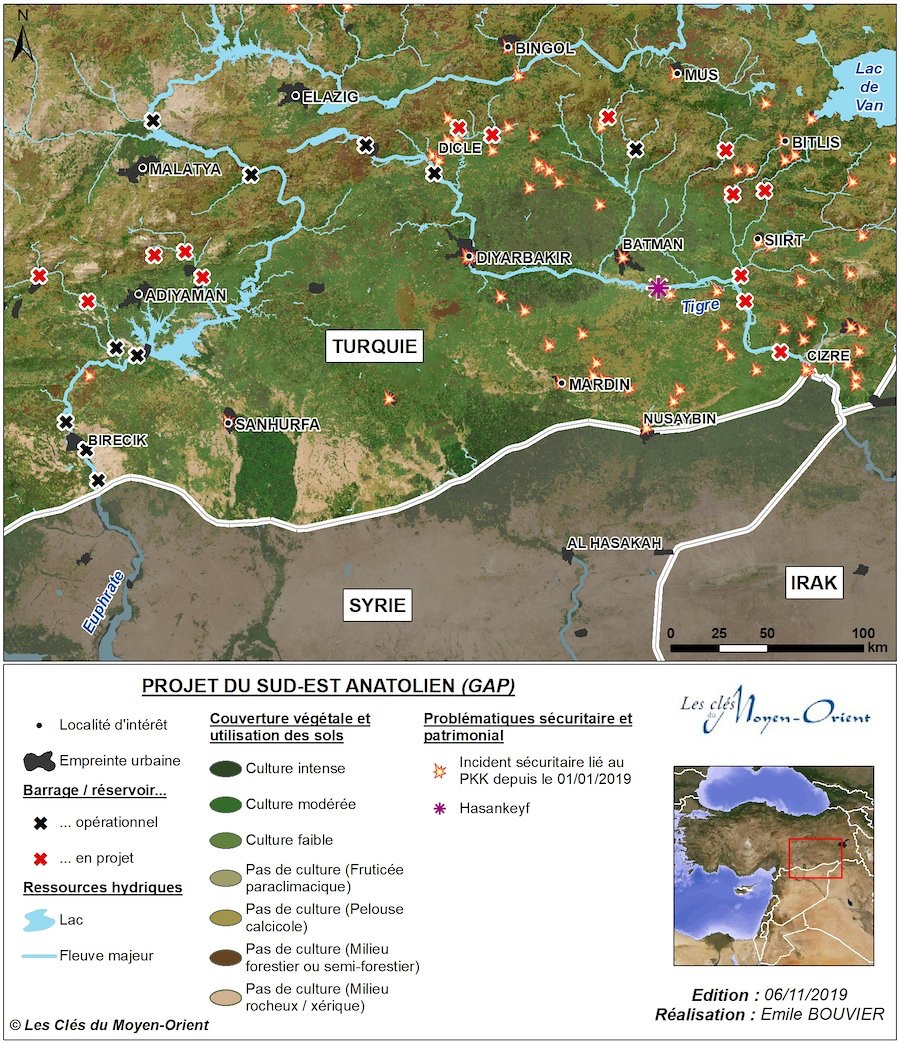 N
BINGOL
MUS
Lac
de
Van
ELAZIG
DICLE
BITLIS
MALATYA
BATMAN
SIIRT
DIYARBAKIR
ADIYAMAN
Tigre
TURQUIE
CIZRE
MARDIN
NUSAYBIN
SANHURFA
BIRECIK
AL HASAKAH
IRAK
SYRIE
Euphrate
0 25 50 100
km
PROJET DU SUD-EST ANATOLIEN (GAP)
Localité d'intérêt
Empreinte urbaine
Barrage / réservoir...
... opérationnel
... en projet
Ressources hydriques
Lac
Fleuve majeur
Couverture végétale et
utilisation des sols
Culture intense
Culture modérée
Culture faible
Pas de culture (Fruticée
paraclimacique)
Pas de culture (Pelouse
calcicole)
Pas de culture (Milieu
forestier ou semi-forestier)
Pas de culture (Milieu
rocheux / xérique)
Problématiques sécuritaire et
patrimonial
Incident sécuritaire lié au
PKK depuis le 01/01/2019
Hasankeyf
Les clés
du Moyen-Orient
Edition : 06/11/2019
Réalisation : Emile BOUVIER
© Les Clés du Moyen-Orient